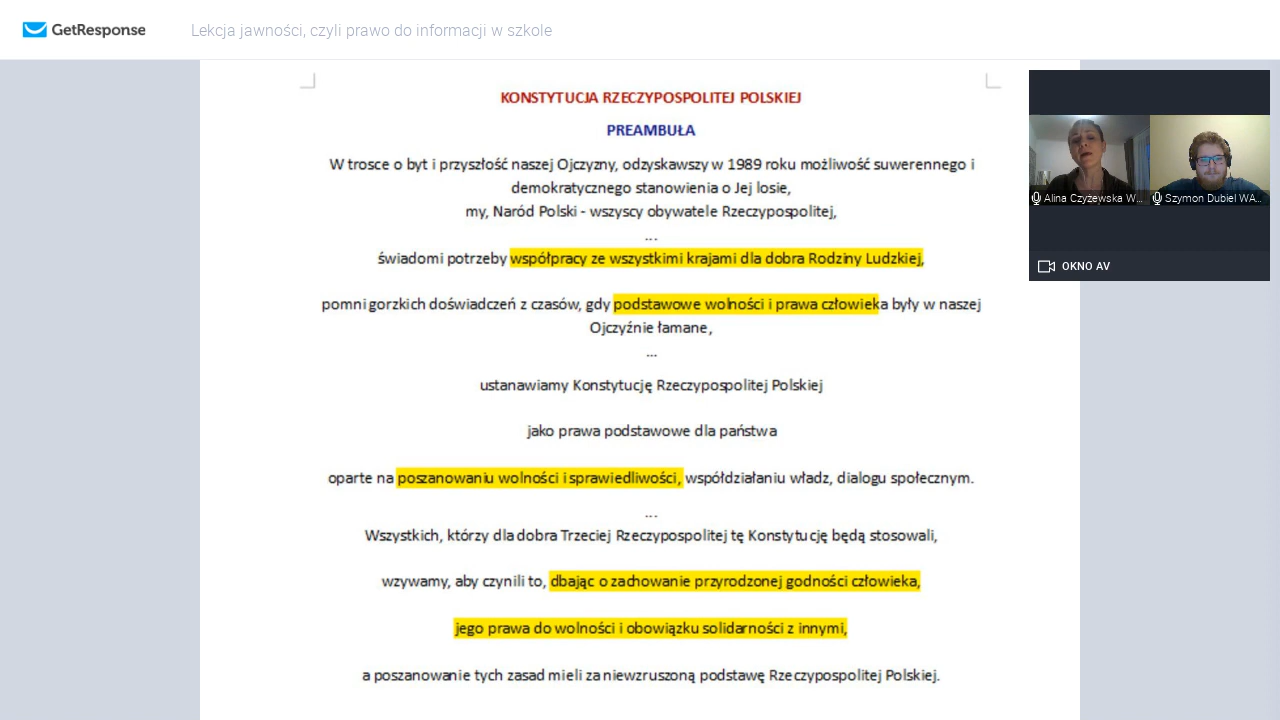 GetResponse
Lekcja jawności, czyli prawo do informacji w szkole
KONSTYTUCJA RZECZYPOSPOLITEJ POLSKIEJ
PREAMBUŁA
W trosce o byt i przyszłość naszej Ojczyzny, odzyskawszy w 1989 roku możliwość suwerennego i
demokratycznego stanowienia o Jej losie,
my, Naród Polski - wszyscy obywatele Rzeczypospolitej,
...
świadomi potrzeby współpracy ze wszystkimi krajami dla dobra Rodziny Ludzkiej,
pomni gorzkich doświadczeń z czasów, gdy podstawowe wolności i prawa człowieka były w naszej
Ojczyźnie łamane,
...
ustanawiamy Konstytucję Rzeczypospolitej Polskiej
jako prawa podstawowe dla państwa
oparte na poszanowaniu wolności i sprawiedliwości, współdziałaniu władz, dialogu społecznym.
...
Wszystkich, którzy dla dobra Trzeciej Rzeczypospolitej tę Konstytucję będą stosowali,
wzywamy, aby czynili to, dbając o zachowanie przyrodzonej godności człowieka,
jego prawa do wolności i obowiązku solidarności z innymi,
a poszanowanie tych zasad mieli za niewzruszoną podstawę Rzeczypospolitej Polskiej.
Alina Czyżewska W...
Szymon Dubiel WA...
OKNO AV